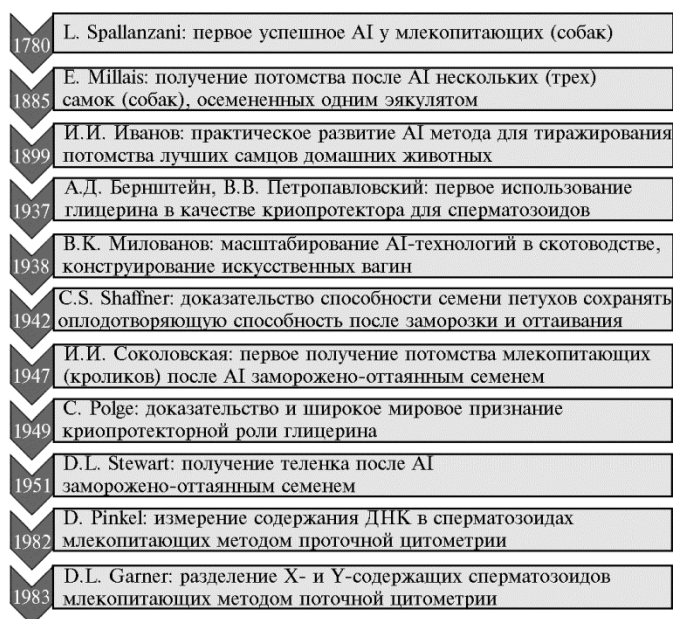 1780
L. Spallanzani: первое успешное AI у млекопитающих (собак)
1885
E. Millais: получение потомства после AI нескольких (трех)
самок (собак), осемененных одним эякулятом
1899
И.И. Иванов: практическое развитие AI метода для тиражирования
потомства лучших самцов домашних животных
1937
А.Д. Бернштейн, В.В. Петропавловский: первое использование
глицерина в качестве криопротектора для сперматозоидов
1938
В.К. Милованов: масштабирование AI-технологий в скотоводстве,
конструирование искусственных вагин
1942
C.S. Shaffner: доказательство способности семени петухов сохранять
оплодотворяющую способность после заморозки и оттаивания
1947
И.И. Соколовская: первое получение потомства млекопитающих
(кроликов) после AI заморожено-оттаянным семенем
1949
C. Polge: доказательство и широкое мировое признание
криопротекторной роли глицерина
1951
D.L. Stewart: получение теленка после AI
заморожено-оттаянным семенем
1982
D. Pinkel: измерение содержания ДНК в сперматозоидах
млекопитающих методом проточной цитометрии
1983
D.L. Garner: разделение X- и Y-содержащих сперматозоидов
млекопитающих методом поточной цитометрии